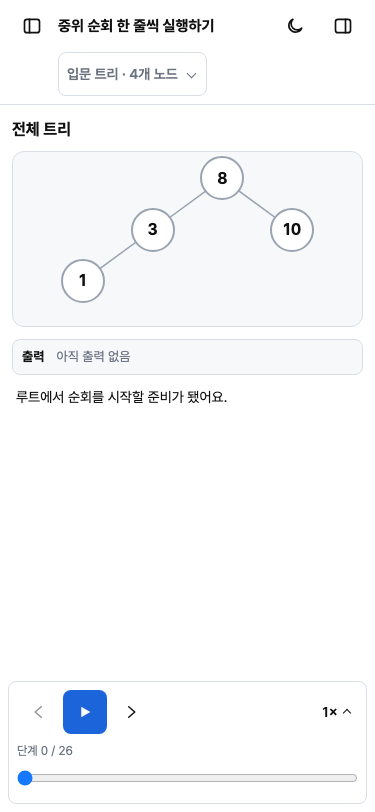 중위 순회 한 줄씩 실행하기
입문 트리 · 4개 노드
전체 트리
8
3
10
1
출력 아직 출력 없음
루트에서 순회를 시작할 준비가 됐어요.
1×
단계 0 / 26